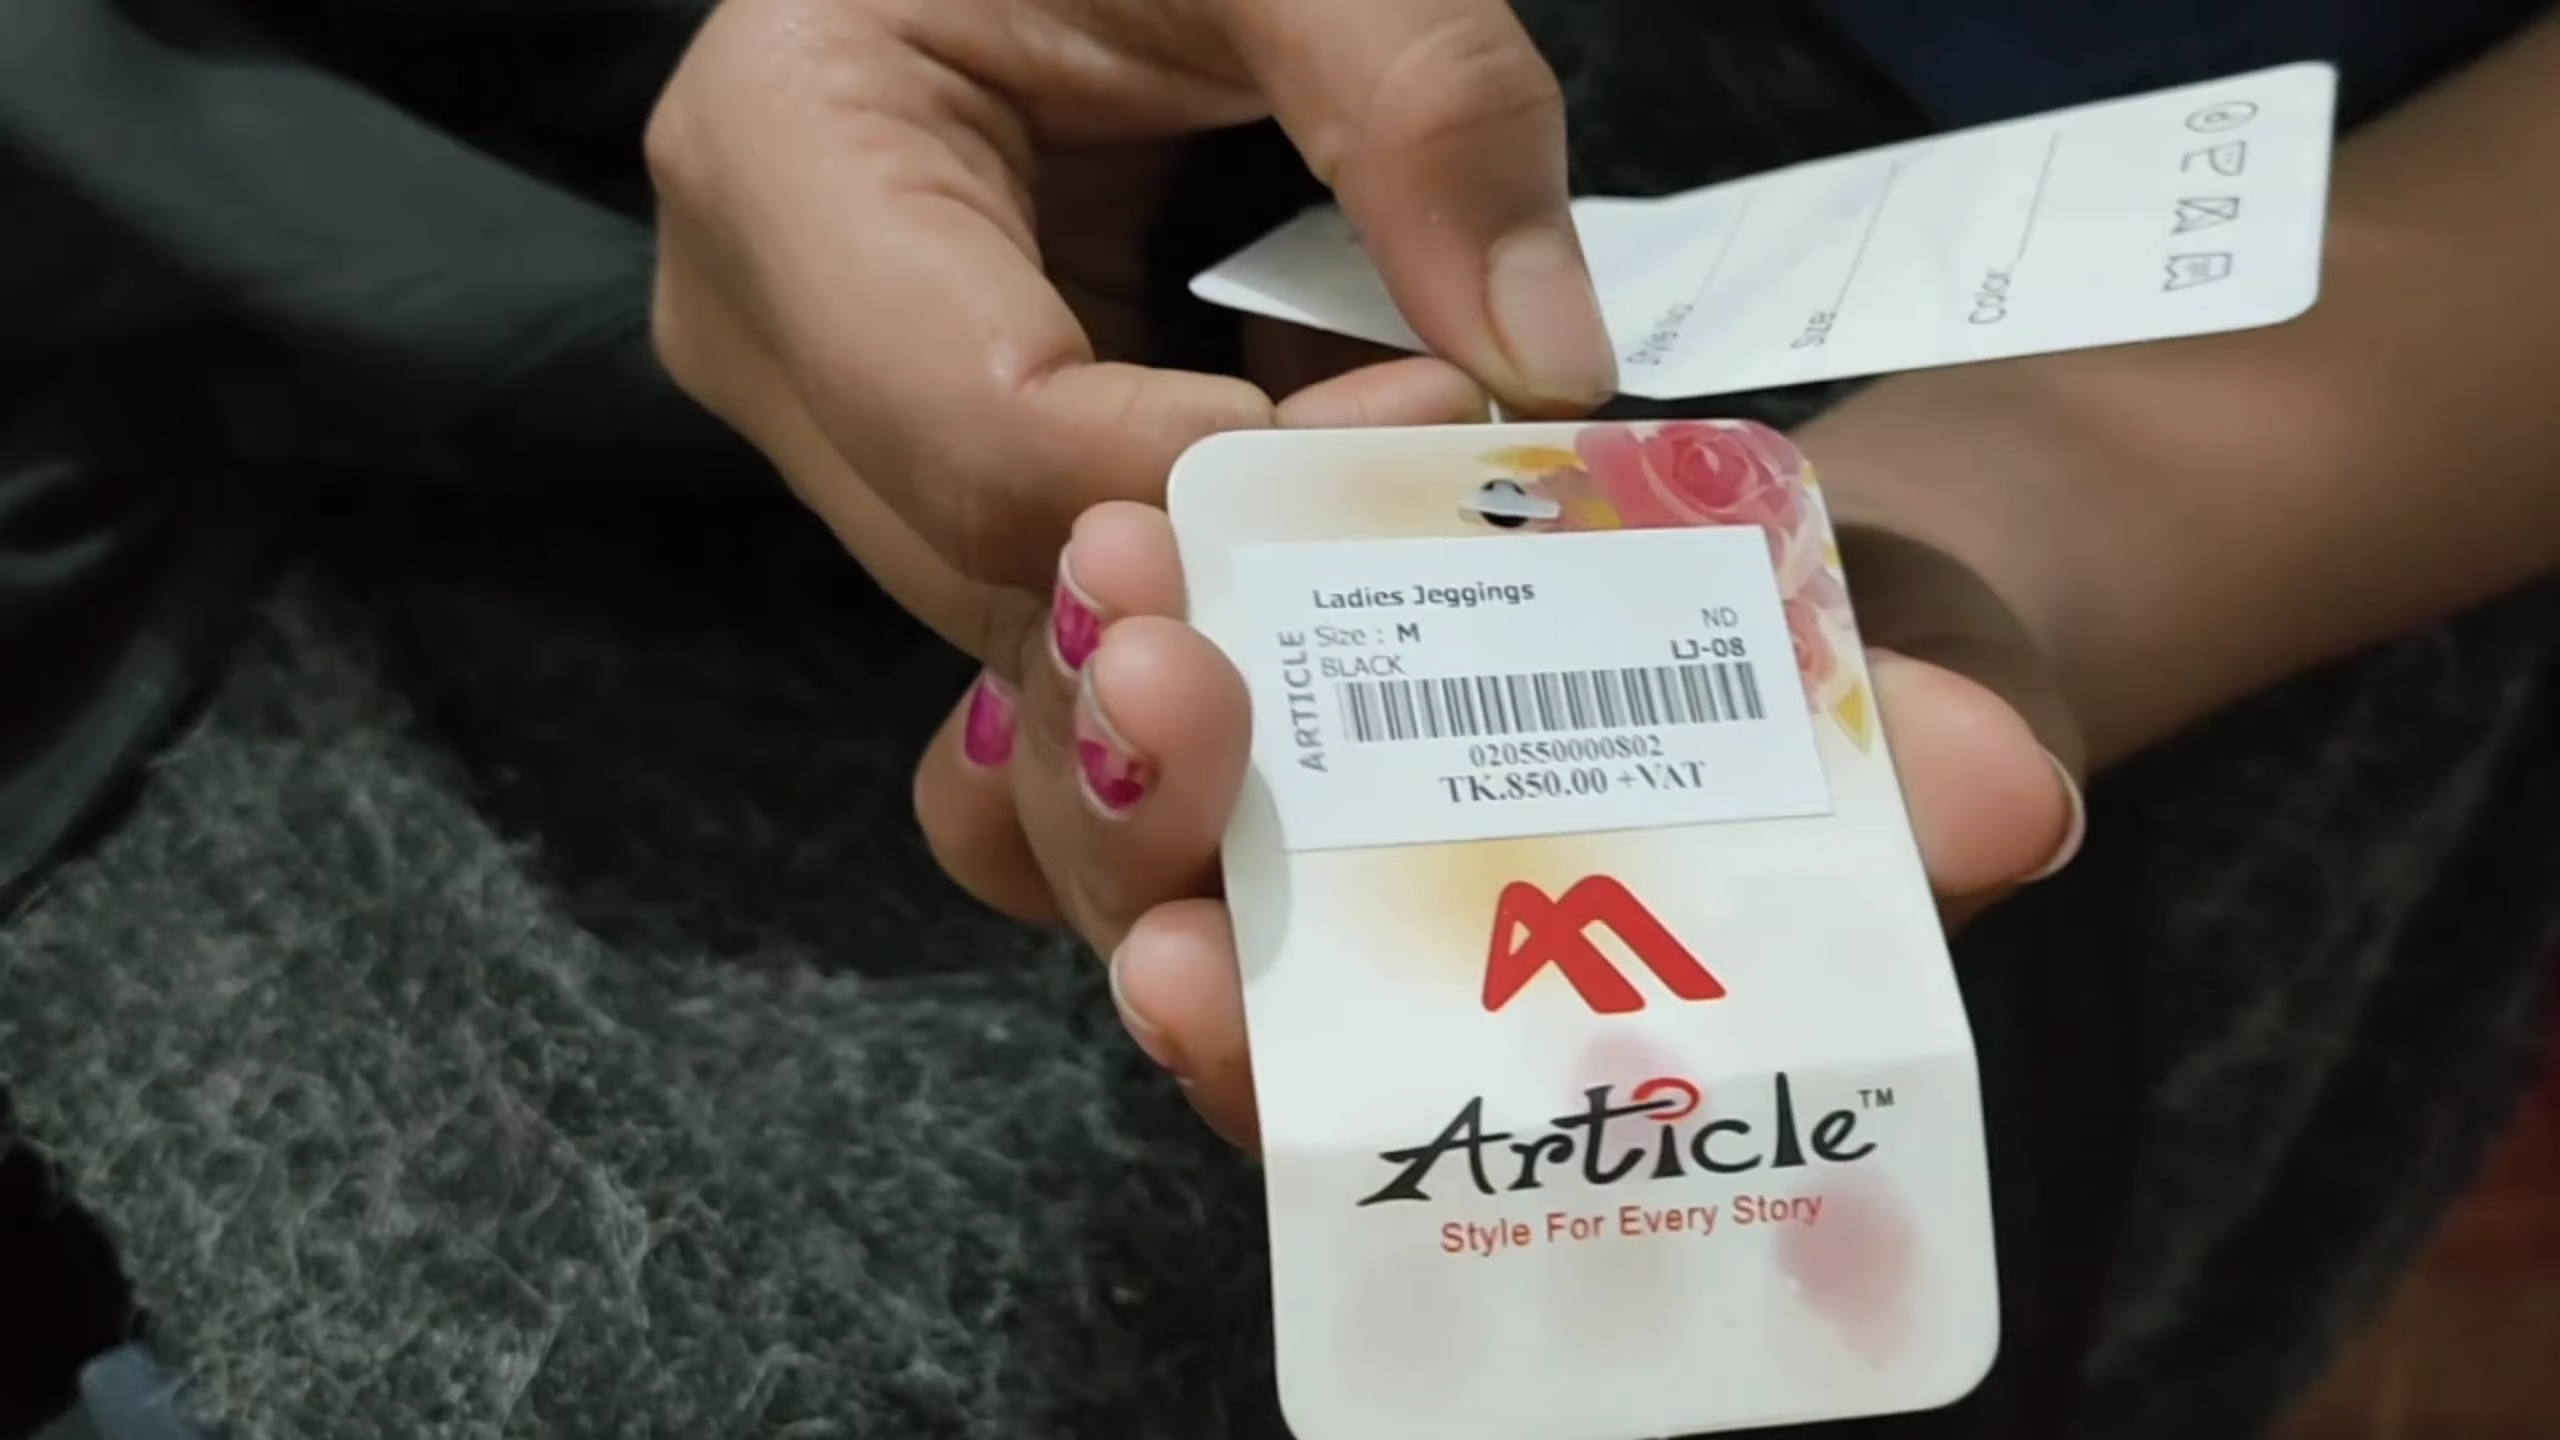 Style No.
Size
Color
Ladies Jeggings
ND
Size : M
LJ-08
BLACK
ARTICLE
020550000802
TK.850.00 +VAT
Article™
Style For Every Story